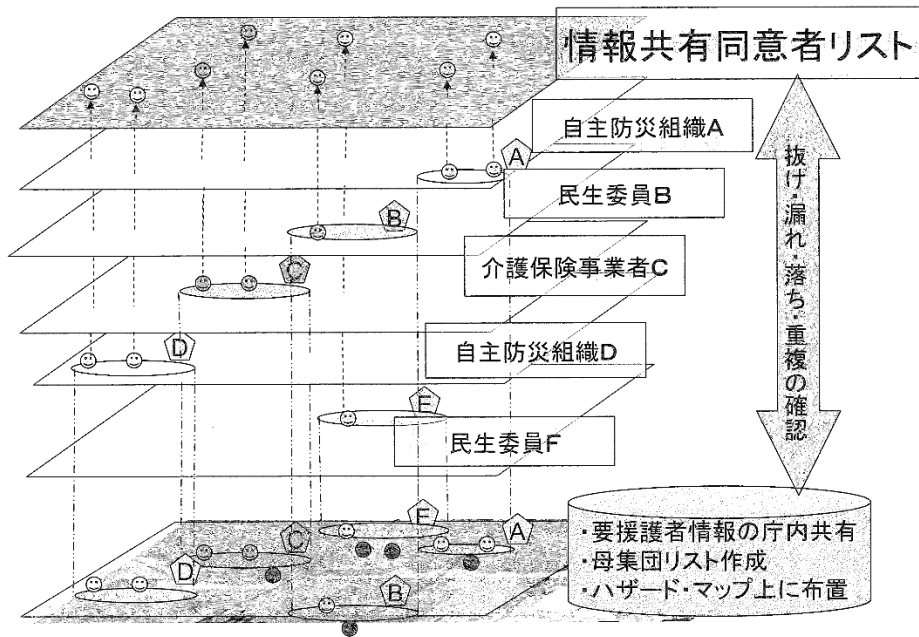 情報共有同意者リスト
自主防災組織A
A
民生委員B
B
介護保険事業者C
C
自主防災組織D
D
F
民生委員F
抜け・漏れ・落ち・重複の確認
F
A
C
D
B
・要援護者情報の庁内共有
・母集団リスト作成
・ハザード・マップ上に布置